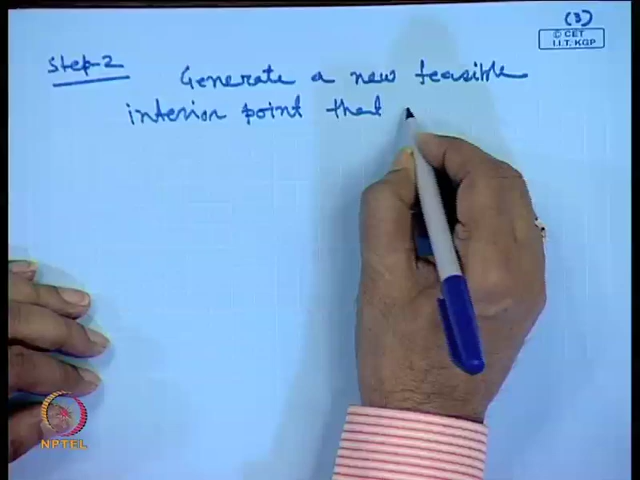 (3)
© CET
I.I.T. KGP
Step-2 Generate a new feasible
interior point that
NPTEL